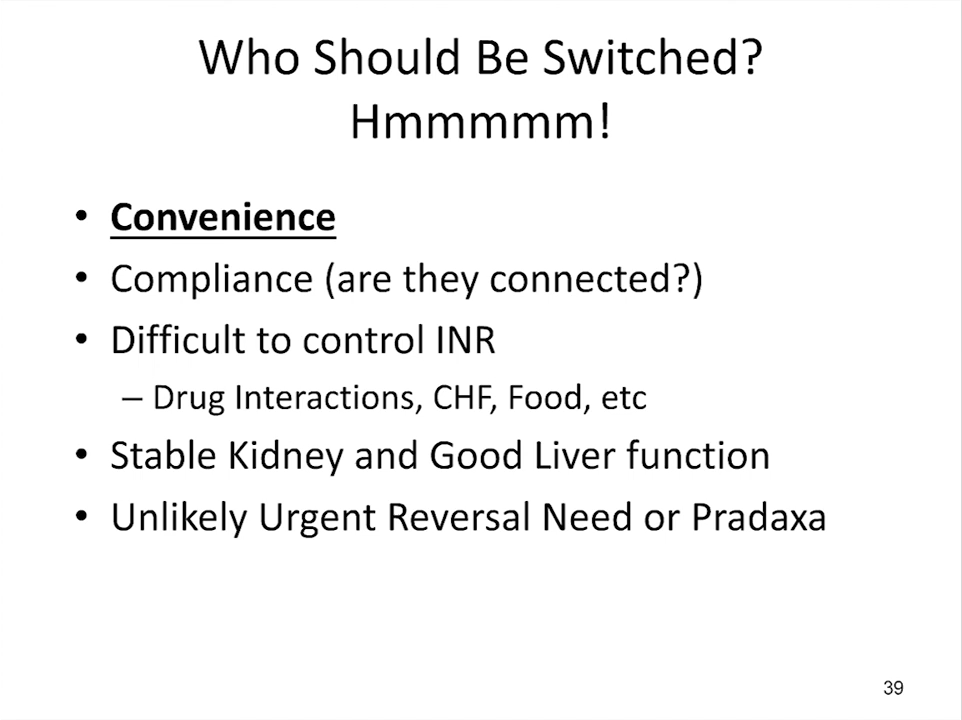 Who Should Be Switched?
Hmmmmm!
• Convenience
• Compliance (are they connected?)
• Difficult to control INR
– Drug Interactions, CHF, Food, etc
• Stable Kidney and Good Liver function
• Unlikely Urgent Reversal Need or Pradaxa
39